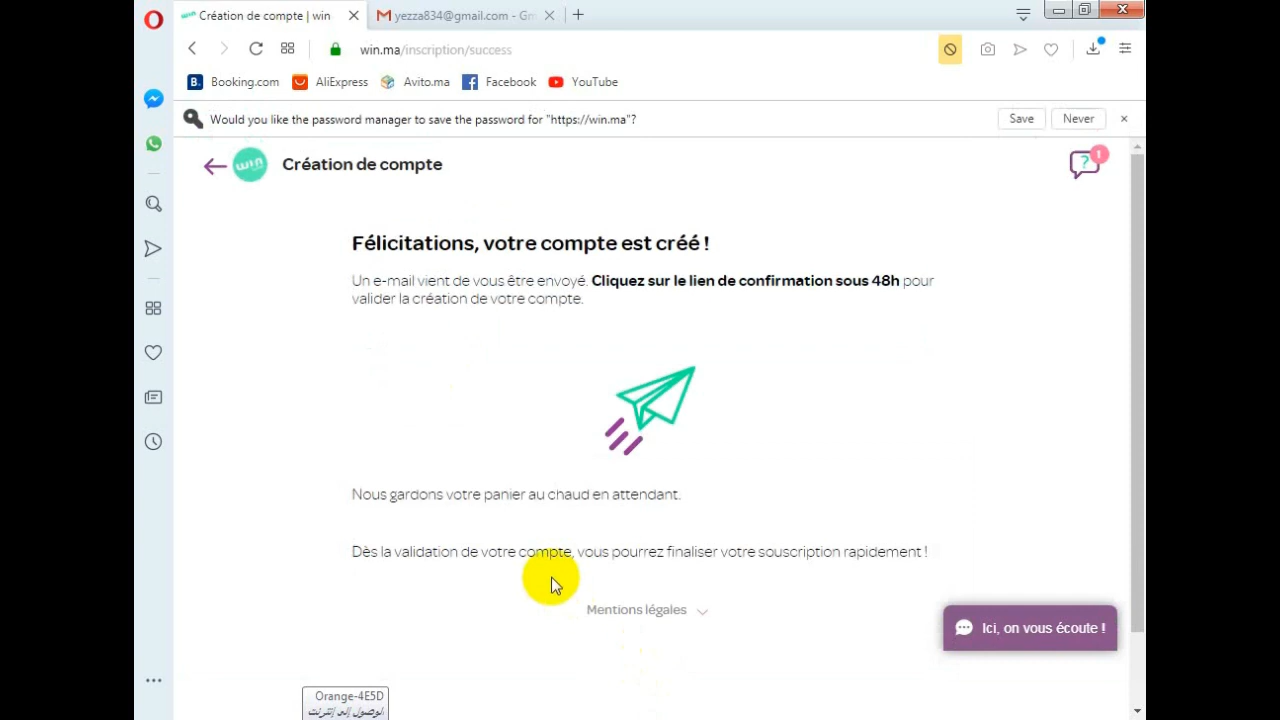 Création de compte | win
yezza834@gmail.com - Gm
win.ma/inscription/success
B. Booking.com AliExpress Avito.ma Facebook YouTube
Would you like the password manager to save the password for "https://win.ma"? Save Never
win Création de compte
? 1
Félicitations, votre compte est créé !
Un e-mail vient de vous être envoyé. Cliquez sur le lien de confirmation sous 48h pour
valider la création de votre compte.
Nous gardons votre panier au chaud en attendant.
Dès la validation de votre compte, vous pourrez finaliser votre souscription rapidement !
Mentions légales
Ici, on vous écoute !
Orange-4E5D
الوصول إلى إنترنت